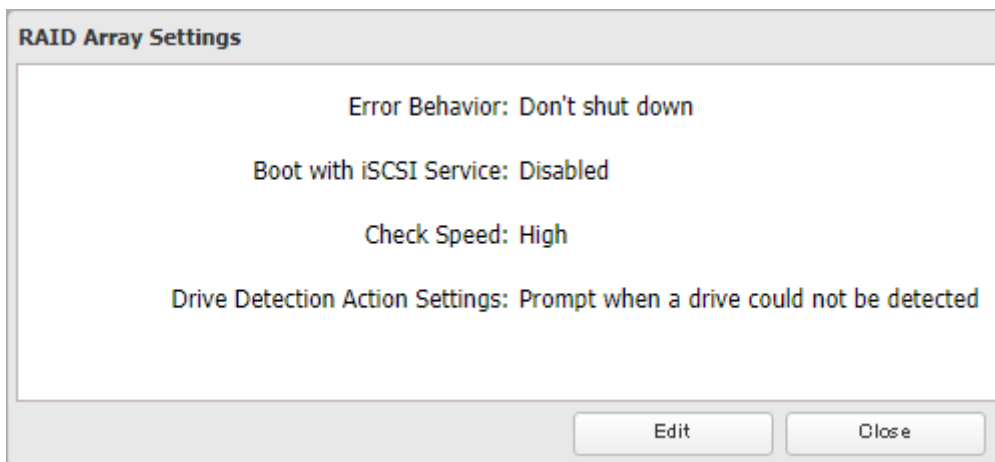 RAID Array Settings
Error Behavior: Don't shut down
Boot with iSCSI Service: Disabled
Check Speed: High
Drive Detection Action Settings: Prompt when a drive could not be detected
Edit
Close